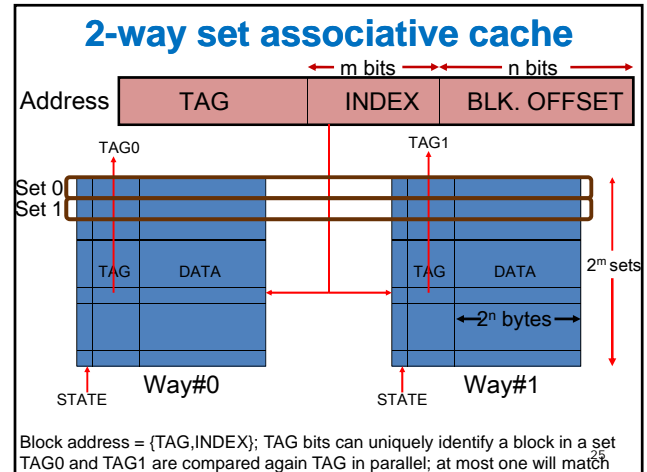 2-way set associative cache
m bits n bits
Address TAG INDEX BLK. OFFSET
TAG0 TAG1
Set 0
Set 1
TAG DATA TAG DATA 2^m sets
2^n bytes
Way#0 Way#1
STATE STATE
Block address = {TAG,INDEX}; TAG bits can uniquely identify a block in a set
TAG0 and TAG1 are compared again TAG in parallel; at most one will match
25